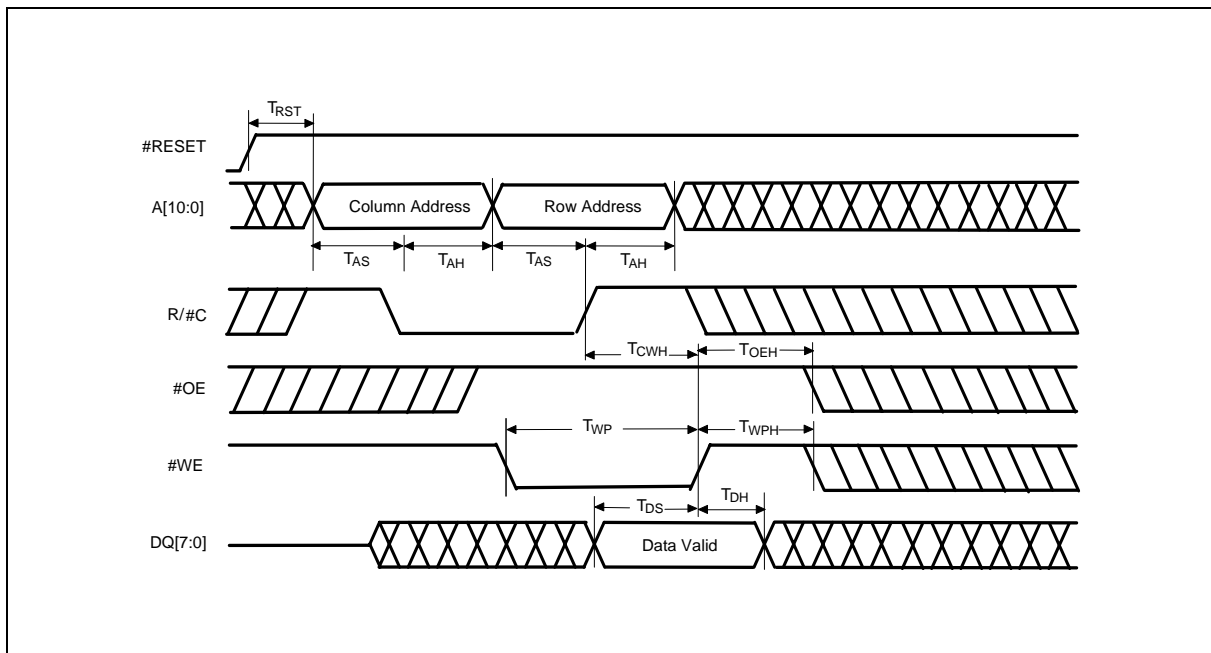 TRST
#RESET
A[10:0]
Column Address
Row Address
TAS
TAH
TAS
TAH
R/#C
TCWH
TOEH
#OE
TWP
TWPH
#WE
TDS
TDH
DQ[7:0]
Data Valid